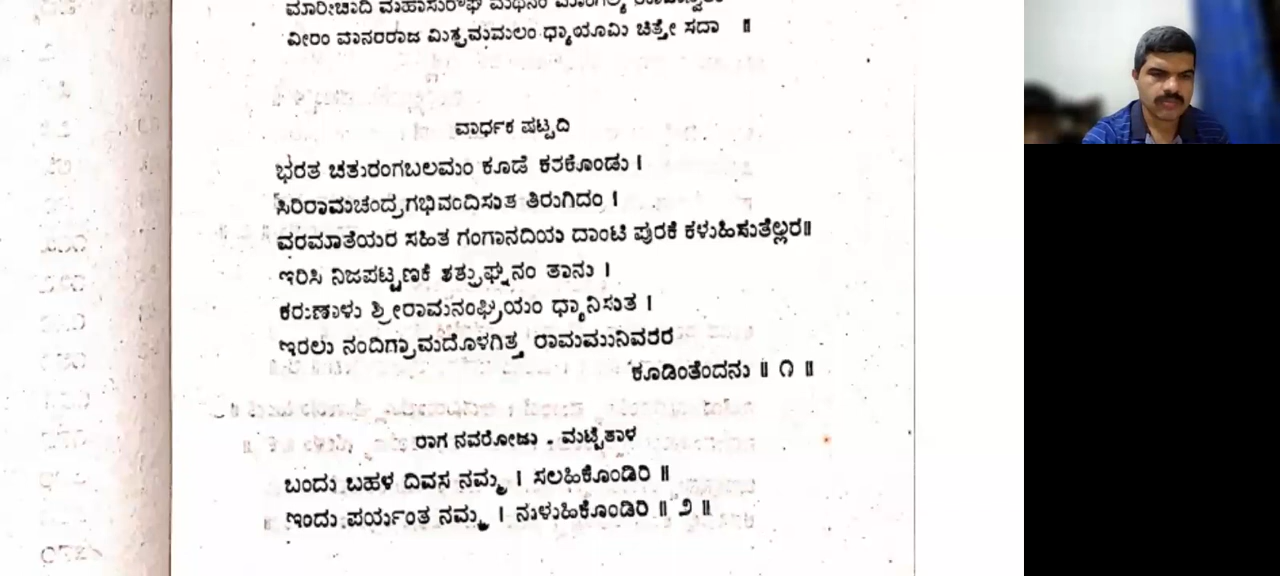 ವೀರಂ ವಾನರರಾಜ ಮಿತ್ರಮಮಲಂ ಧ್ಯಾಯಾಮಿ ಚಿತ್ತೇ ಸದಾ ॥
ವಾರ್ಧಕ ಷಟ್ಪದಿ
ಭರತ ಚತುರಂಗಬಲಮಂ ಕೂಡೆ ಕರಕೊಂಡು ।
ಸಿರಿರಾಮಚಂದ್ರಗಭಿವಂದಿಸುತ ತಿರುಗಿದಂ ।
ವರಮಾತೆಯರ ಸಹಿತ ಗಂಗಾನದಿಯ ದಾಂಟಿ ಪುರಕೆ ಕಳುಹಿಸುತೆಲ್ಲರ॥
ಇರಿಸಿ ನಿಜಪಟ್ಟಣಕೆ ಶತ್ರುಘ್ನನಂ ತಾನು ।
ಕರುಣಾಳು ಶ್ರೀರಾಮನಂಘ್ರಿಯಂ ಧ್ಯಾನಿಸುತ ।
ಇರಲು ನಂದಿಗ್ರಾಮದೊಳಗಿತ್ತ ರಾಮಮುನಿವರರ
ಕೂಡಿಂತೆಂದನು ॥ ೧ ॥
ರಾಗ ನವರೋಜು . ಮಟ್ಟೆತಾಳ
ಬಂದು ಬಹಳ ದಿವಸ ನಮ್ಮ । ಸಲಹಿಕೊಂಡಿರಿ ॥
ಇಂದು ಪರ್ಯಂತ ನಮ್ಮ । ನುಳುಹಿಕೊಂಡಿರಿ ॥ ೨ ॥